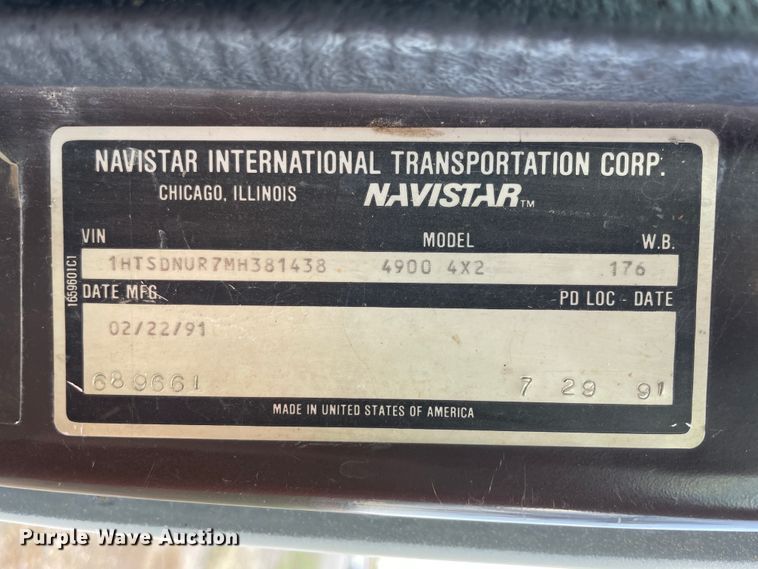 NAVISTAR INTERNATIONAL TRANSPORTATION CORP.
CHICAGO, ILLINOIS NAVISTAR™
VIN MODEL W.B.
1HTSDNUR7MH381438 4900 4X2 176
DATE MFG. PD LOC - DATE
02/22/91
689661 7 29 91
MADE IN UNITED STATES OF AMERICA
1659601C1
Purple Wave Auction